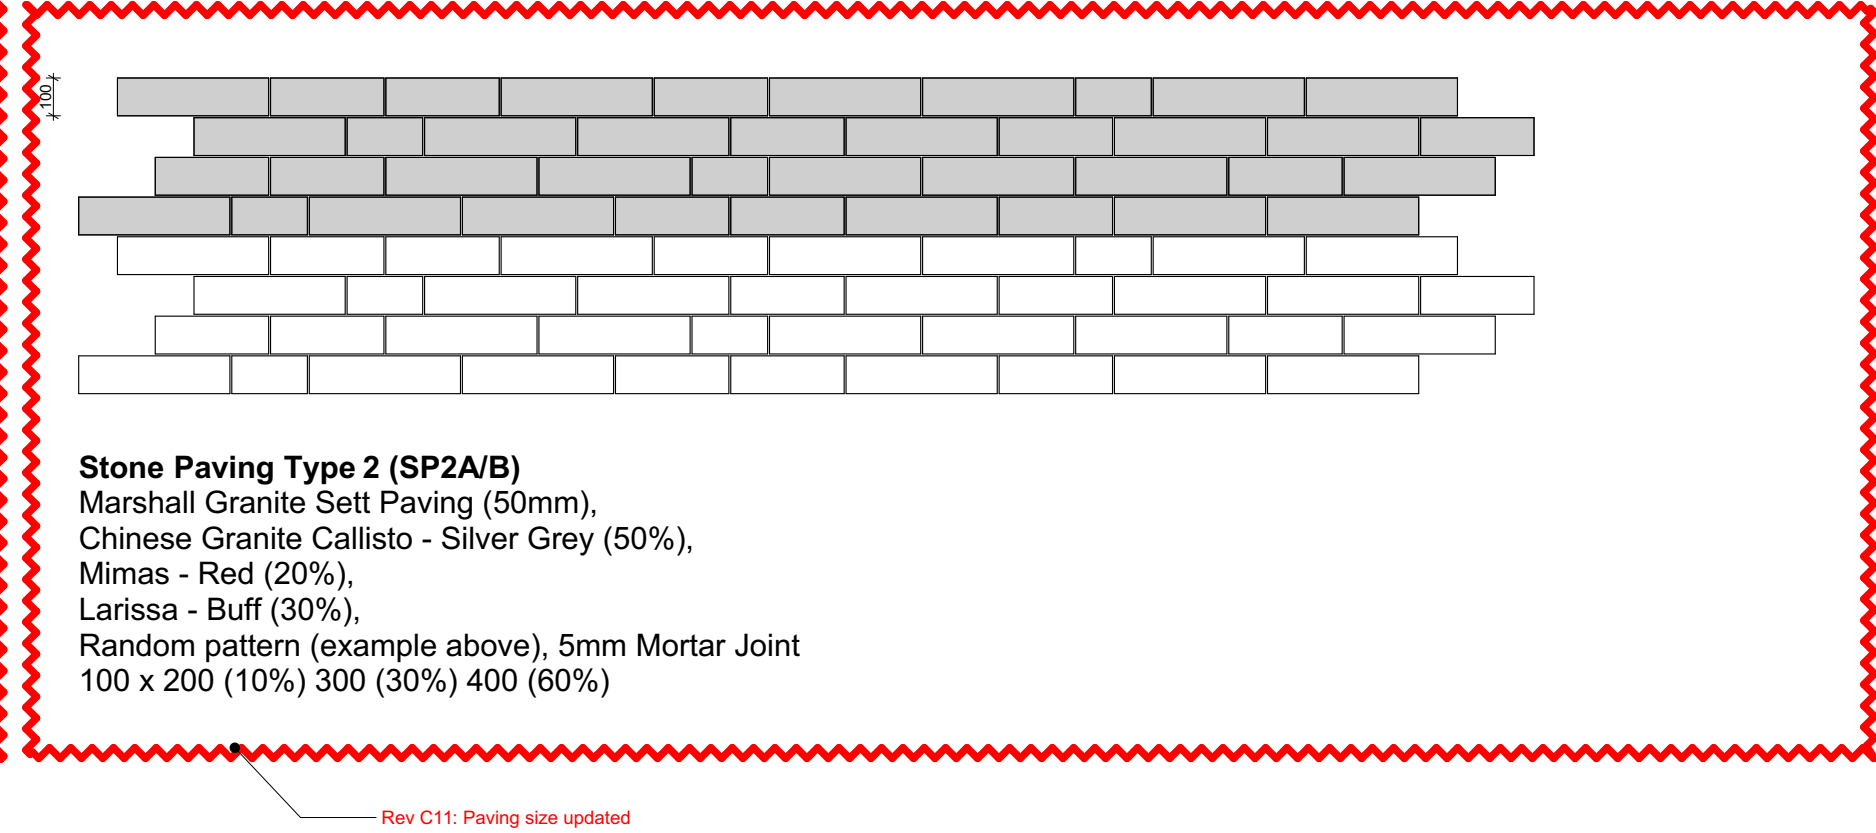 100
Stone Paving Type 2 (SP2A/B)
Marshall Granite Sett Paving (50mm),
Chinese Granite Callisto - Silver Grey (50%),
Mimas - Red (20%),
Larissa - Buff (30%),
Random pattern (example above), 5mm Mortar Joint
100 x 200 (10%) 300 (30%) 400 (60%)
Rev C11: Paving size updated